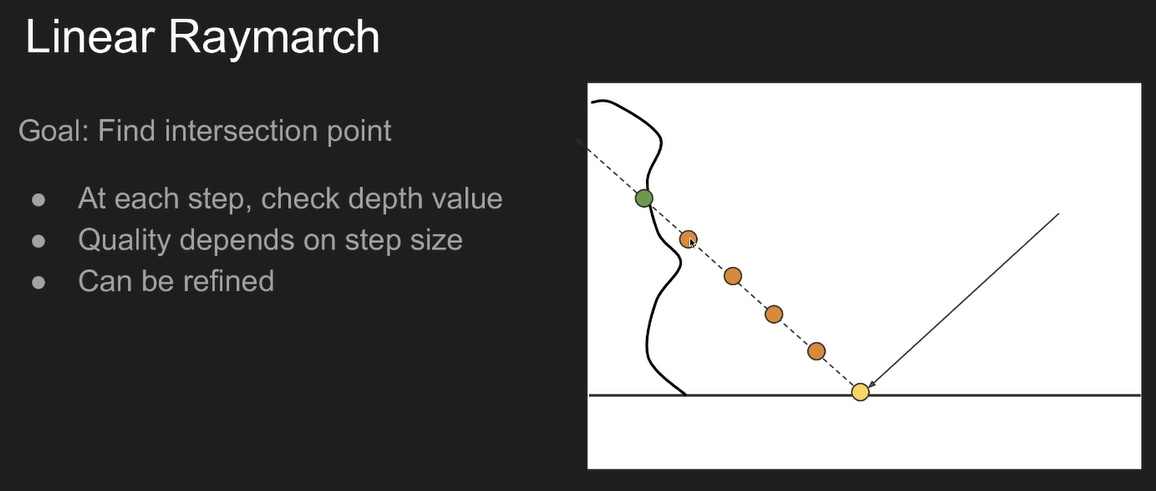 Linear Raymarch
Goal: Find intersection point
● At each step, check depth value
● Quality depends on step size
● Can be refined